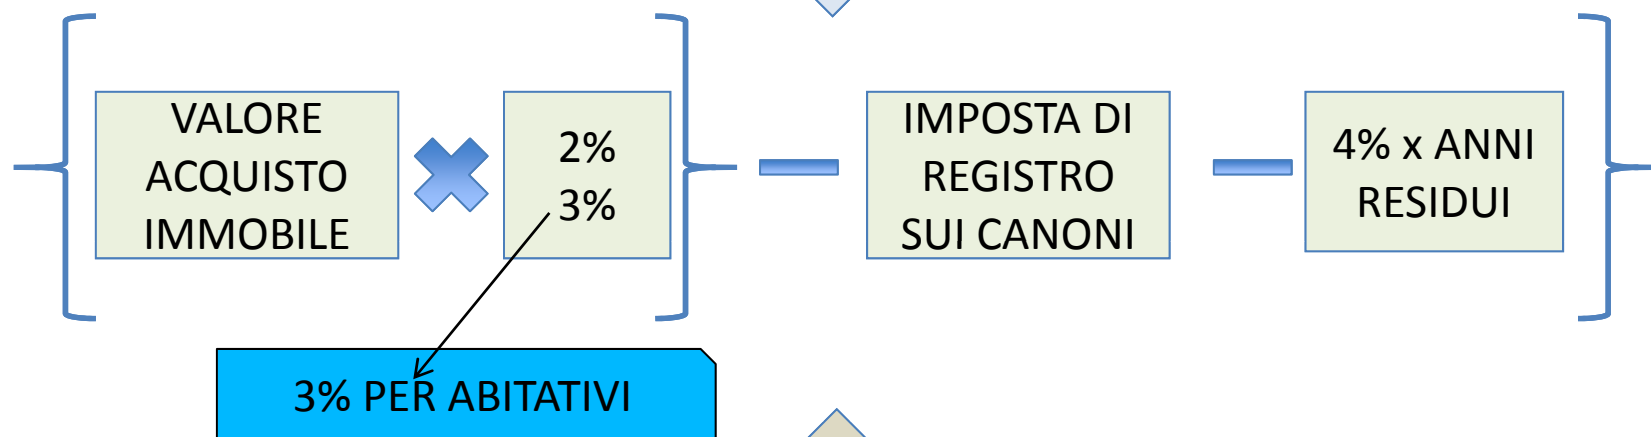 VALORE
ACQUISTO
IMMOBILE
2%
3%
IMPOSTA DI
REGISTRO
SUI CANONI
4% x ANNI
RESIDUI
3% PER ABITATIVI